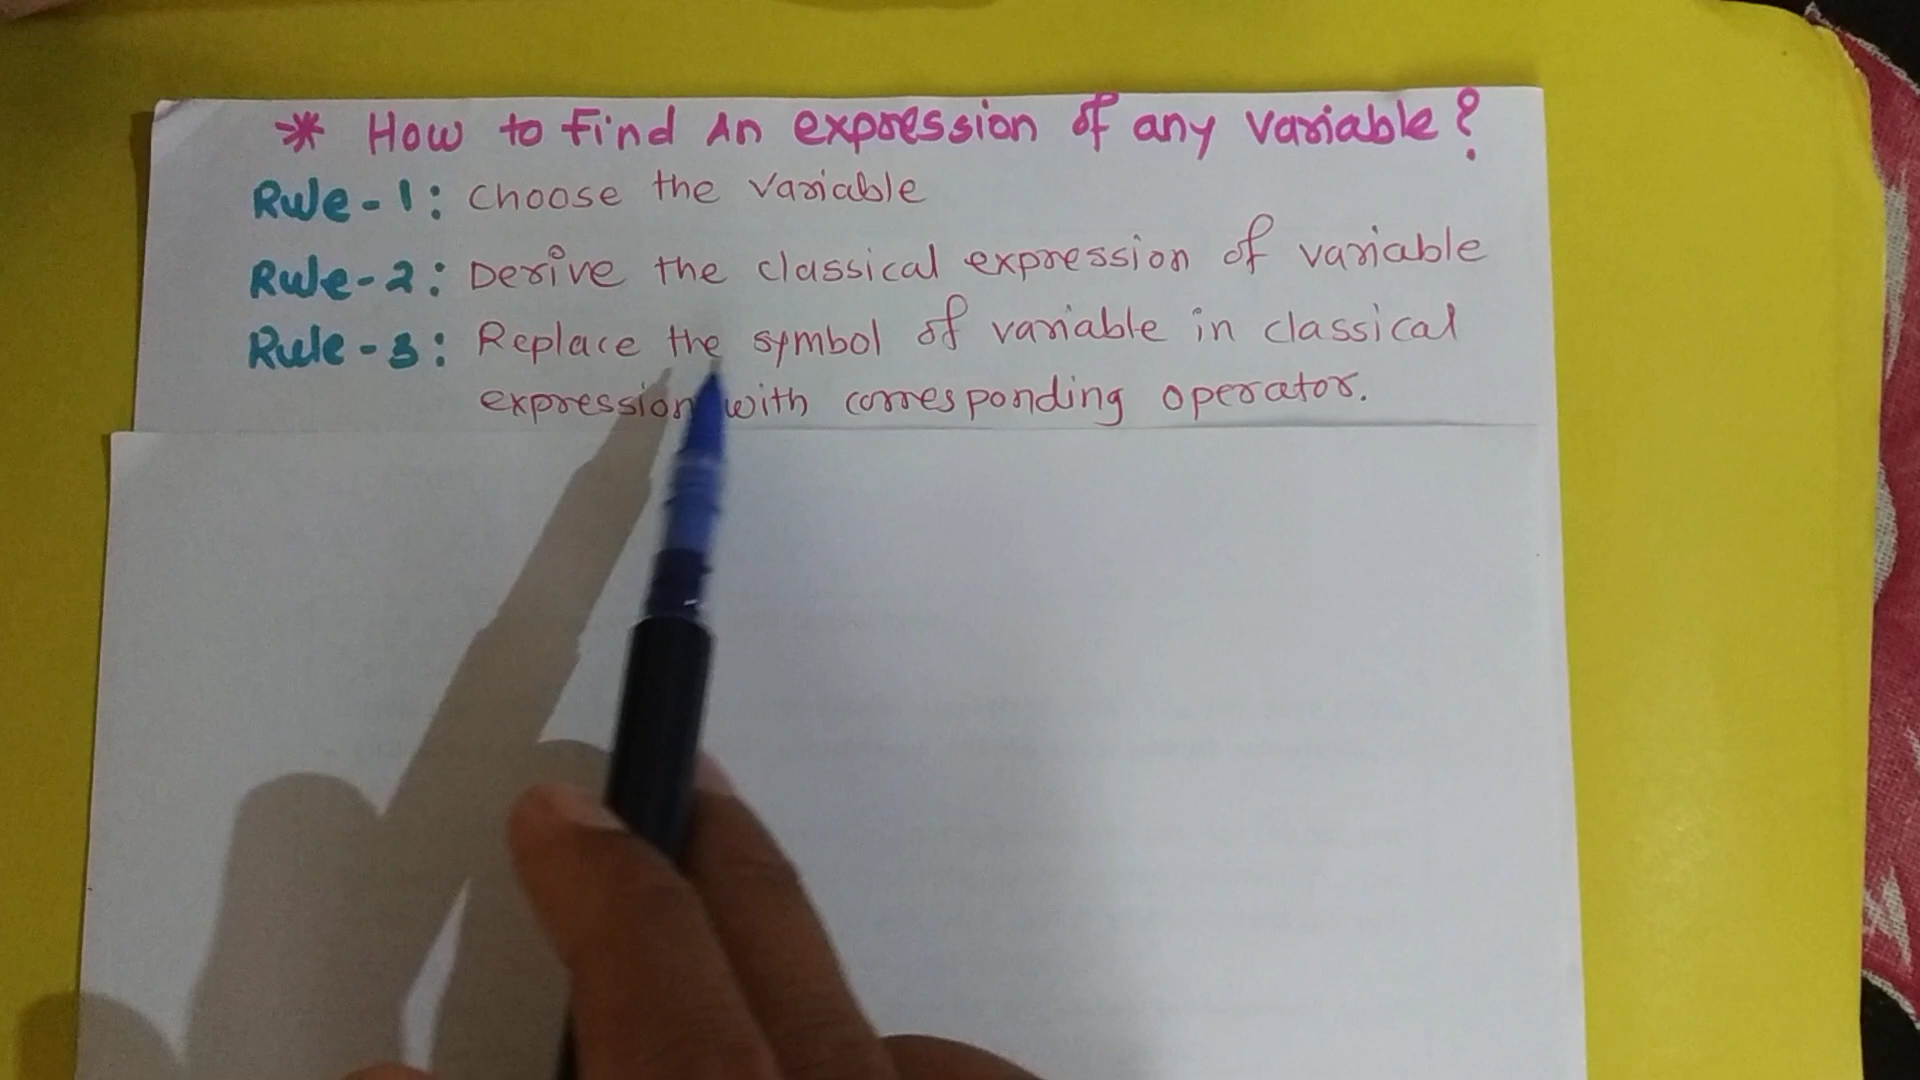 * How to find An expression of any variable?
Rule-1: choose the variable
Rule-2: Derive the classical expression of variable
Rule-3: Replace the symbol of variable in classical
expression with corresponding operator.